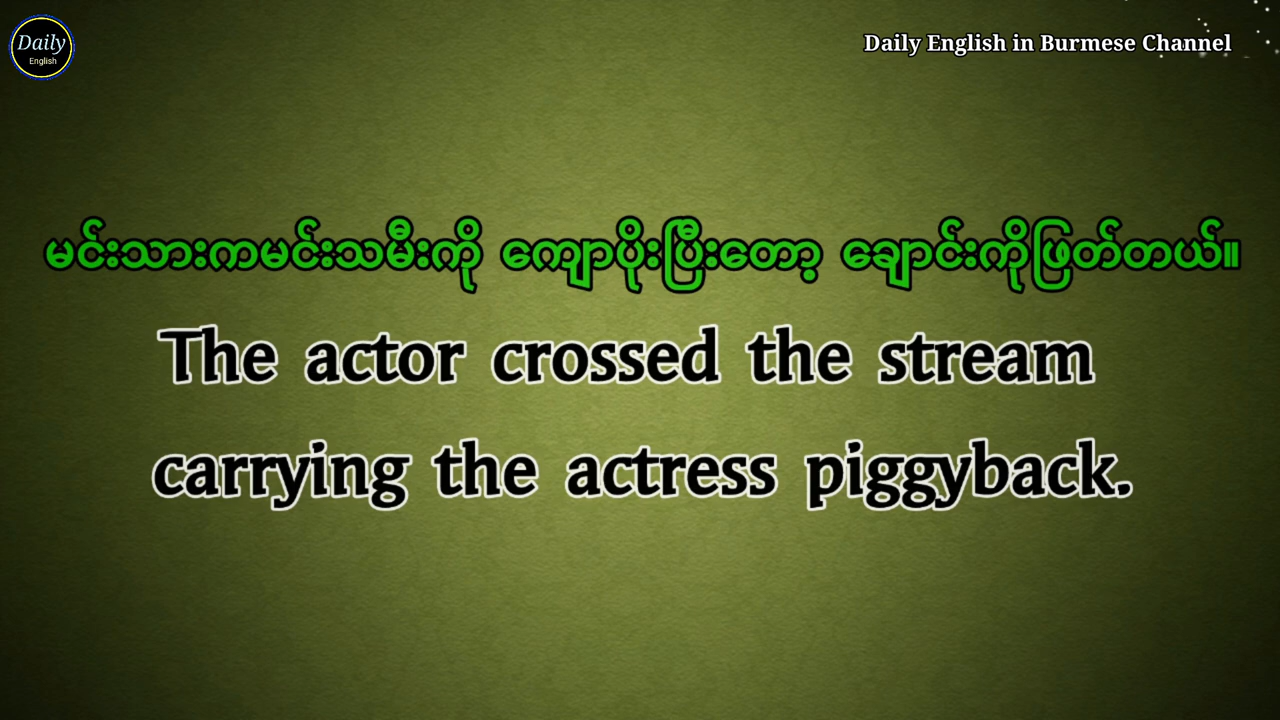 Daily
English
Daily English in Burmese Channel
မင်းသားကမင်းသမီးကို ကျောပိုးပြီးတော့ ချောင်းကိုဖြတ်တယ်။
The actor crossed the stream
carrying the actress piggyback.